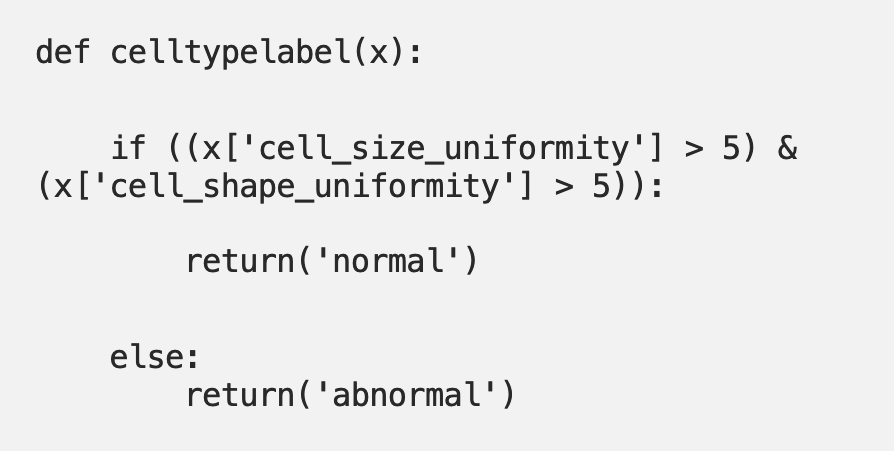 def celltypelabel(x):
    if ((x['cell_size_uniformity'] > 5) &
(x['cell_shape_uniformity'] > 5)):
        return('normal')
    else:
        return('abnormal')